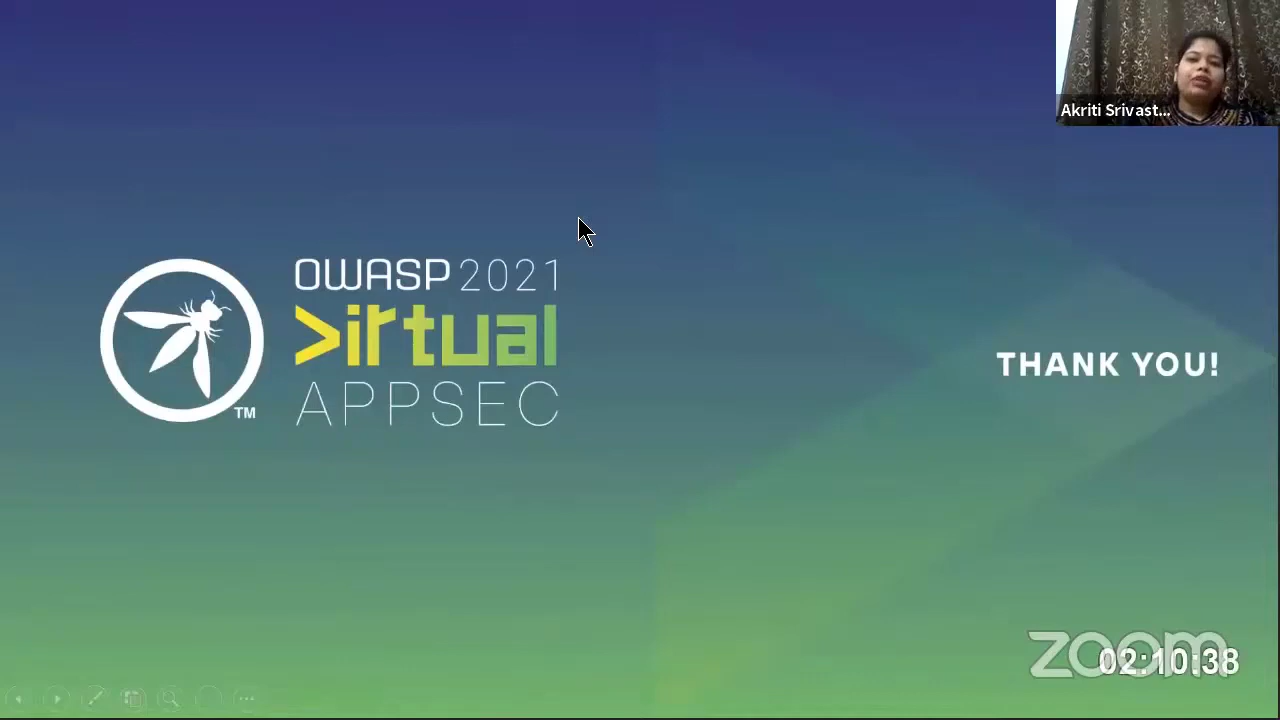 Akriti Srivast...
OWASP 2021
>irtual
APPSEC
TM
THANK YOU!
zoom
02:10:38